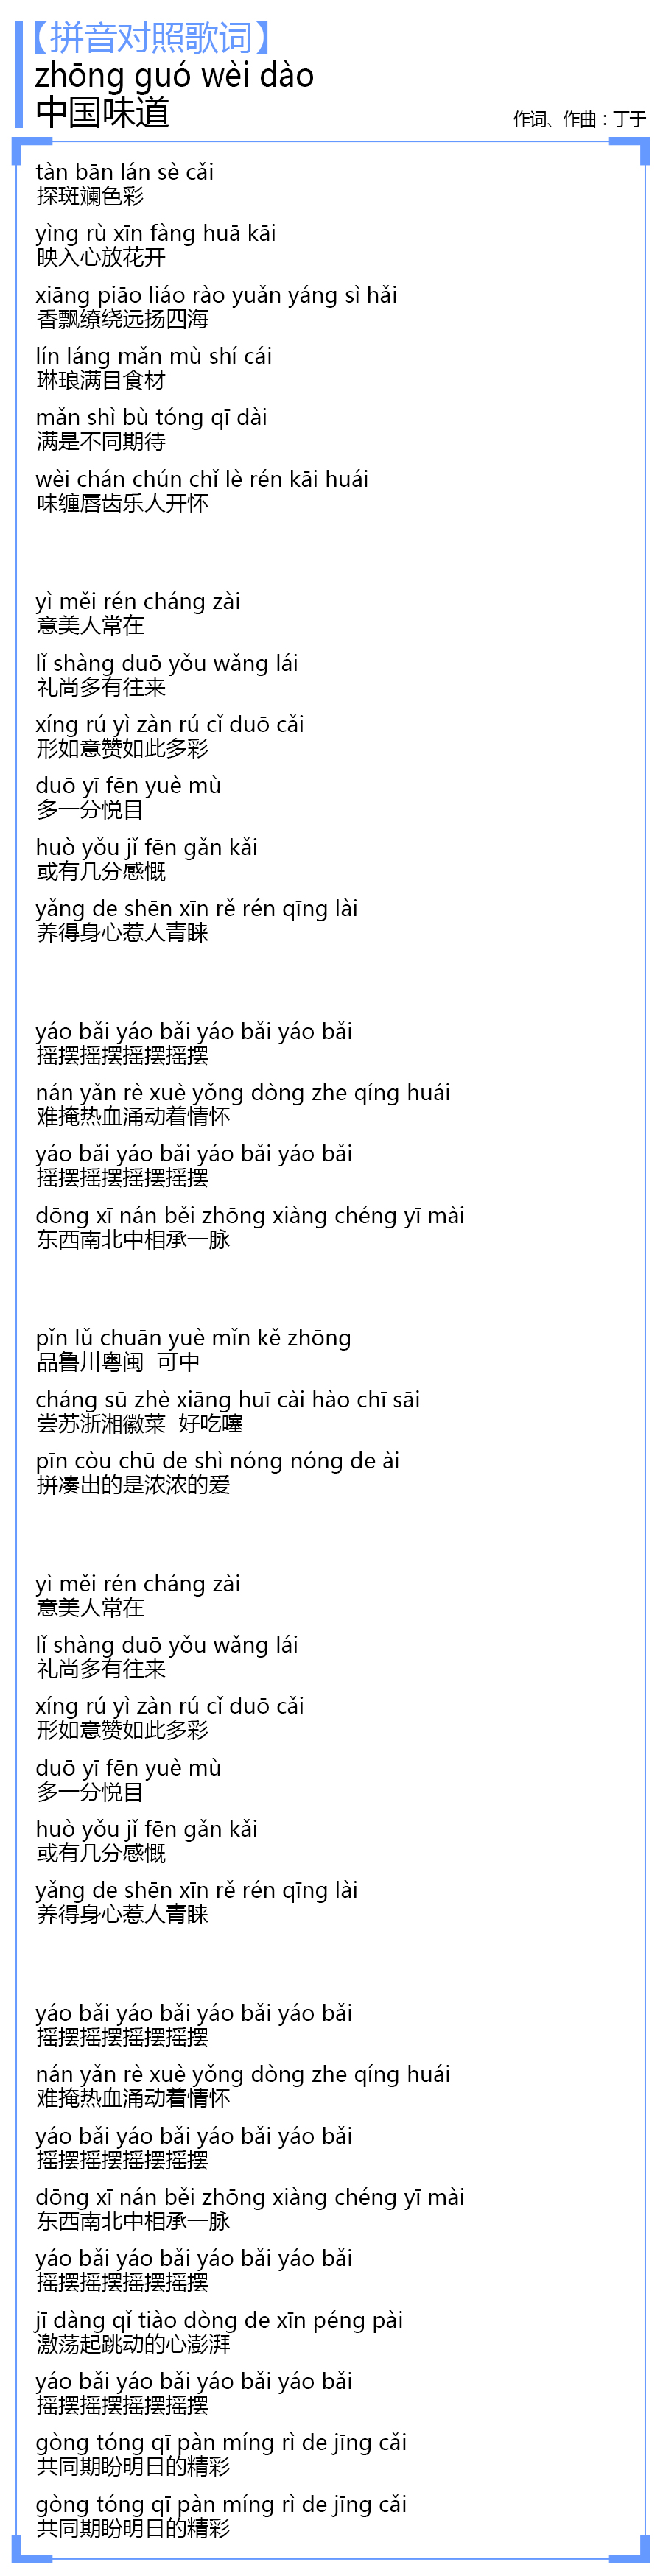 【拼音对照歌词】
zhōng guó wèi dào
中国味道
作词、作曲：丁于
tàn bān lán sè cǎi
探斑斓色彩
yìng rù xīn fàng huā kāi
映入心放花开
xiāng piāo liáo rào yuǎn yáng sì hǎi
香飘缭绕远扬四海
lín láng mǎn mù shí cái
琳琅满目食材
mǎn shì bù tóng qī dài
满是不同期待
wèi chán chún chǐ lè rén kāi huái
味缠唇齿乐人开怀
yì měi rén cháng zài
意美人常在
lǐ shàng duō yǒu wǎng lái
礼尚多有往来
xíng rú yì zàn rú cǐ duō cǎi
形如意赞如此多彩
duō yī fēn yuè mù
多一分悦目
huò yǒu jǐ fēn gǎn kǎi
或有几分感慨
yǎng de shēn xīn rě rén qīng lài
养得身心惹人青睐
yáo bǎi yáo bǎi yáo bǎi yáo bǎi
摇摆摇摆摇摆摇摆
nán yǎn rè xuè yǒng dòng zhe qíng huái
难掩热血涌动着情怀
yáo bǎi yáo bǎi yáo bǎi yáo bǎi
摇摆摇摆摇摆摇摆
dōng xī nán běi zhōng xiàng chéng yī mài
东西南北中相承一脉
pǐn lǔ chuān yuè mǐn kě zhōng
品鲁川粤闽 可中
cháng sū zhè xiāng huī cài hào chī sāi
尝苏浙湘徽菜 好吃噻
pīn còu chū de shì nóng nóng de ài
拼凑出的是浓浓的爱
yì měi rén cháng zài
意美人常在
lǐ shàng duō yǒu wǎng lái
礼尚多有往来
xíng rú yì zàn rú cǐ duō cǎi
形如意赞如此多彩
duō yī fēn yuè mù
多一分悦目
huò yǒu jǐ fēn gǎn kǎi
或有几分感慨
yǎng de shēn xīn rě rén qīng lài
养得身心惹人青睐
yáo bǎi yáo bǎi yáo bǎi yáo bǎi
摇摆摇摆摇摆摇摆
nán yǎn rè xuè yǒng dòng zhe qíng huái
难掩热血涌动着情怀
yáo bǎi yáo bǎi yáo bǎi yáo bǎi
摇摆摇摆摇摆摇摆
dōng xī nán běi zhōng xiàng chéng yī mài
东西南北中相承一脉
yáo bǎi yáo bǎi yáo bǎi yáo bǎi
摇摆摇摆摇摆摇摆
jī dàng qǐ tiào dòng de xīn péng pài
激荡起跳动的心澎湃
yáo bǎi yáo bǎi yáo bǎi yáo bǎi
摇摆摇摆摇摆摇摆
gòng tóng qī pàn míng rì de jīng cǎi
共同期盼明日的精彩
gòng tóng qī pàn míng rì de jīng cǎi
共同期盼明日的精彩